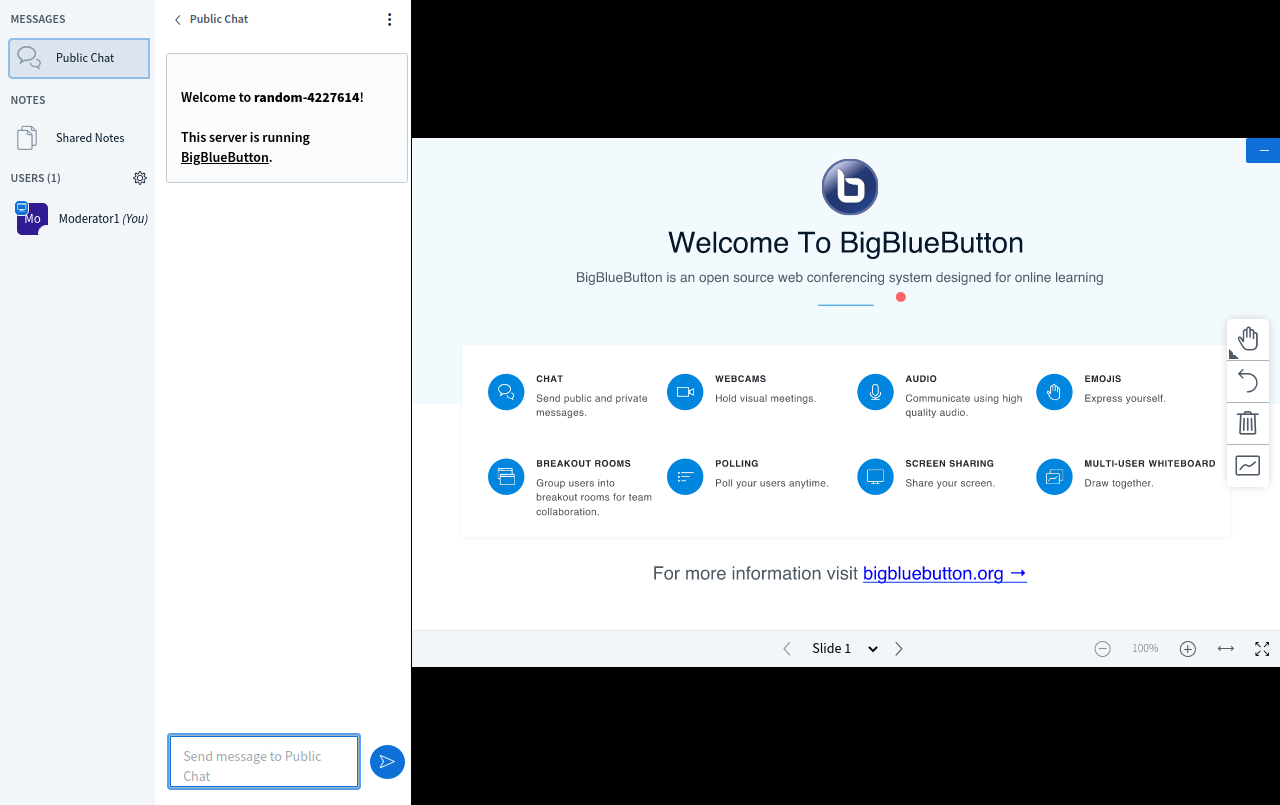 MESSAGES
Public Chat
NOTES
Shared Notes
USERS (1)
Mo
Moderator1 (You)
Public Chat
Welcome to random-4227614!
This server is running
BigBlueButton.
Send message to Public
Chat
Welcome To BigBlueButton
BigBlueButton is an open source web conferencing system designed for online learning
CHAT
Send public and private
messages.
WEBCAMS
Hold visual meetings.
AUDIO
Communicate using high
quality audio.
EMOJIS
Express yourself.
BREAKOUT ROOMS
Group users into
breakout rooms for team
collaboration.
POLLING
Poll your users anytime.
SCREEN SHARING
Share your screen.
MULTI-USER WHITEBOARD
Draw together.
For more information visit bigbluebutton.org →
Slide 1
100%